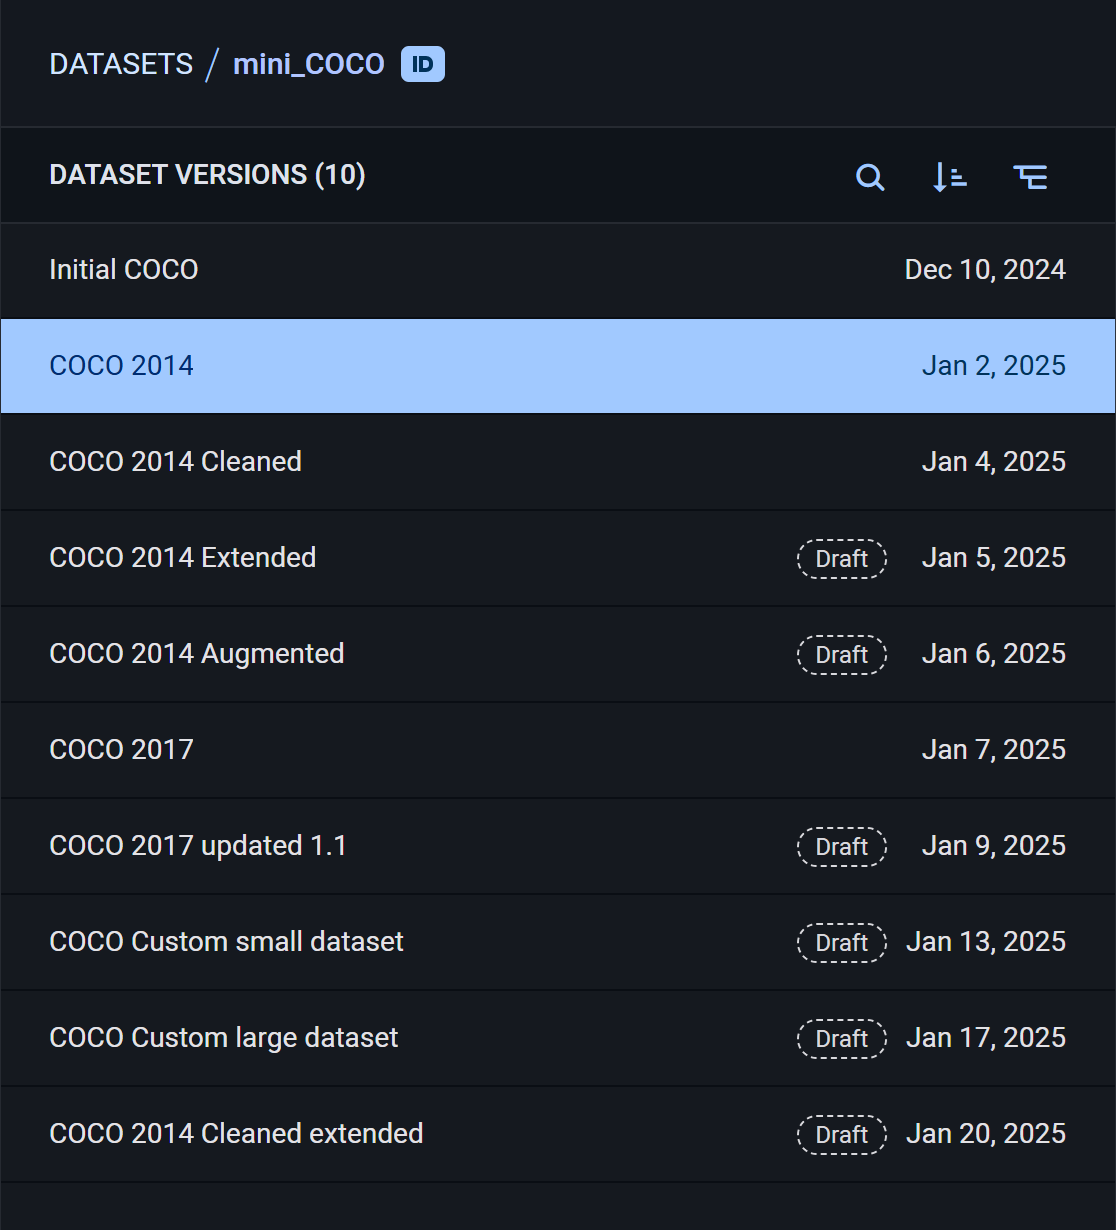 DATASETS / mini_COCO ID
DATASET VERSIONS (10)
Initial COCO Dec 10, 2024
COCO 2014 Jan 2, 2025
COCO 2014 Cleaned Jan 4, 2025
COCO 2014 Extended Draft Jan 5, 2025
COCO 2014 Augmented Draft Jan 6, 2025
COCO 2017 Jan 7, 2025
COCO 2017 updated 1.1 Draft Jan 9, 2025
COCO Custom small dataset Draft Jan 13, 2025
COCO Custom large dataset Draft Jan 17, 2025
COCO 2014 Cleaned extended Draft Jan 20, 2025